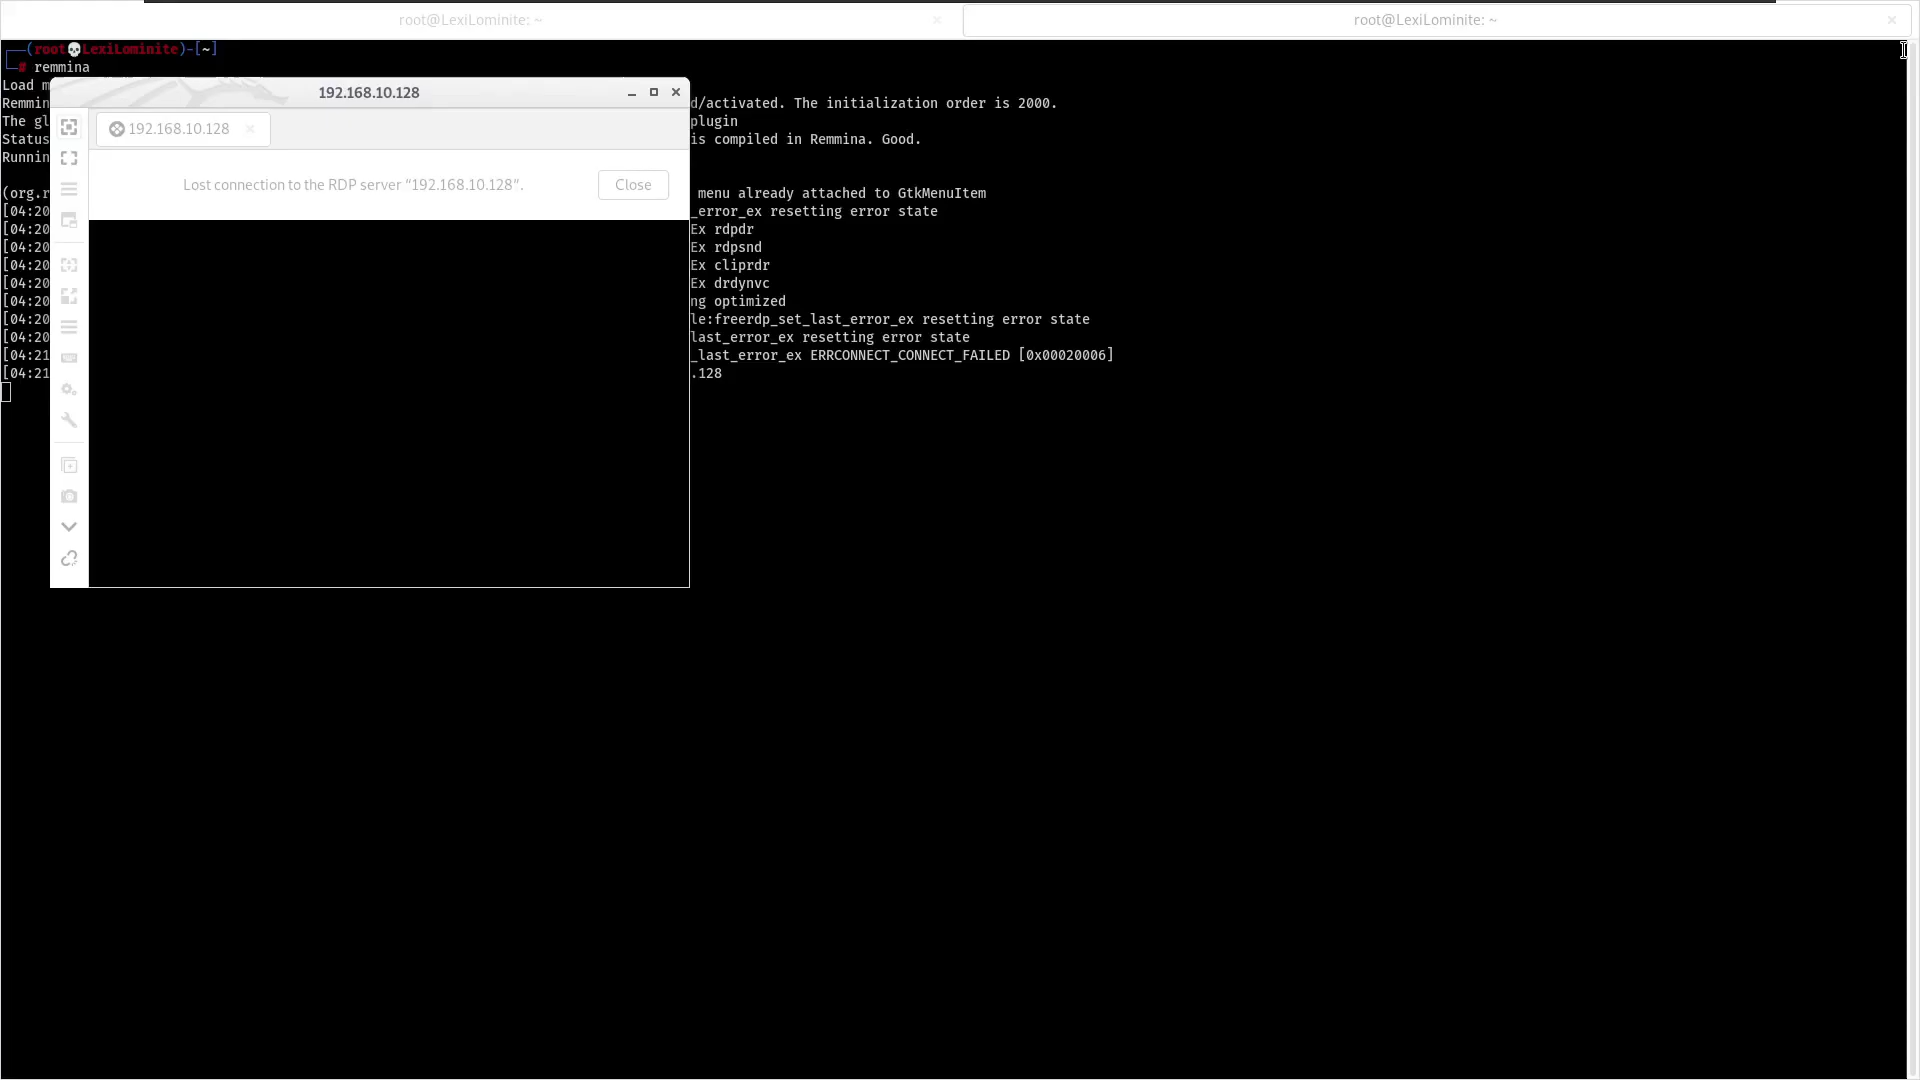 root@LexiLominite: ~
root@LexiLominite: ~
(root💀LexiLominite)-[~]
# remmina
Load m
Remmin
d/activated. The initialization order is 2000.
The gl
plugin
Status
is compiled in Remmina. Good.
Runnin
(org.r
menu already attached to GtkMenuItem
[04:20
_error_ex resetting error state
[04:20
Ex rdpdr
[04:20
Ex rdpsnd
[04:20
Ex cliprdr
[04:20
Ex drdynvc
[04:20
ng optimized
[04:20
le:freerdp_set_last_error_ex resetting error state
[04:20
last_error_ex resetting error state
[04:21
_last_error_ex ERRCONNECT_CONNECT_FAILED [0x00020006]
[04:21
.128
192.168.10.128
192.168.10.128
Lost connection to the RDP server “192.168.10.128”.
Close